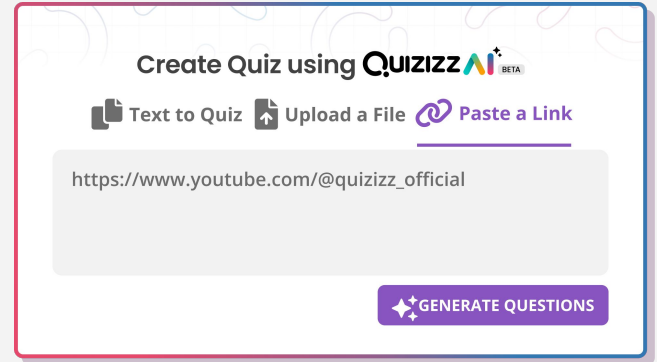 Create Quiz using QUIZIZZ AI BETA
Text to Quiz Upload a File Paste a Link
https://www.youtube.com/@quizizz_official
GENERATE QUESTIONS